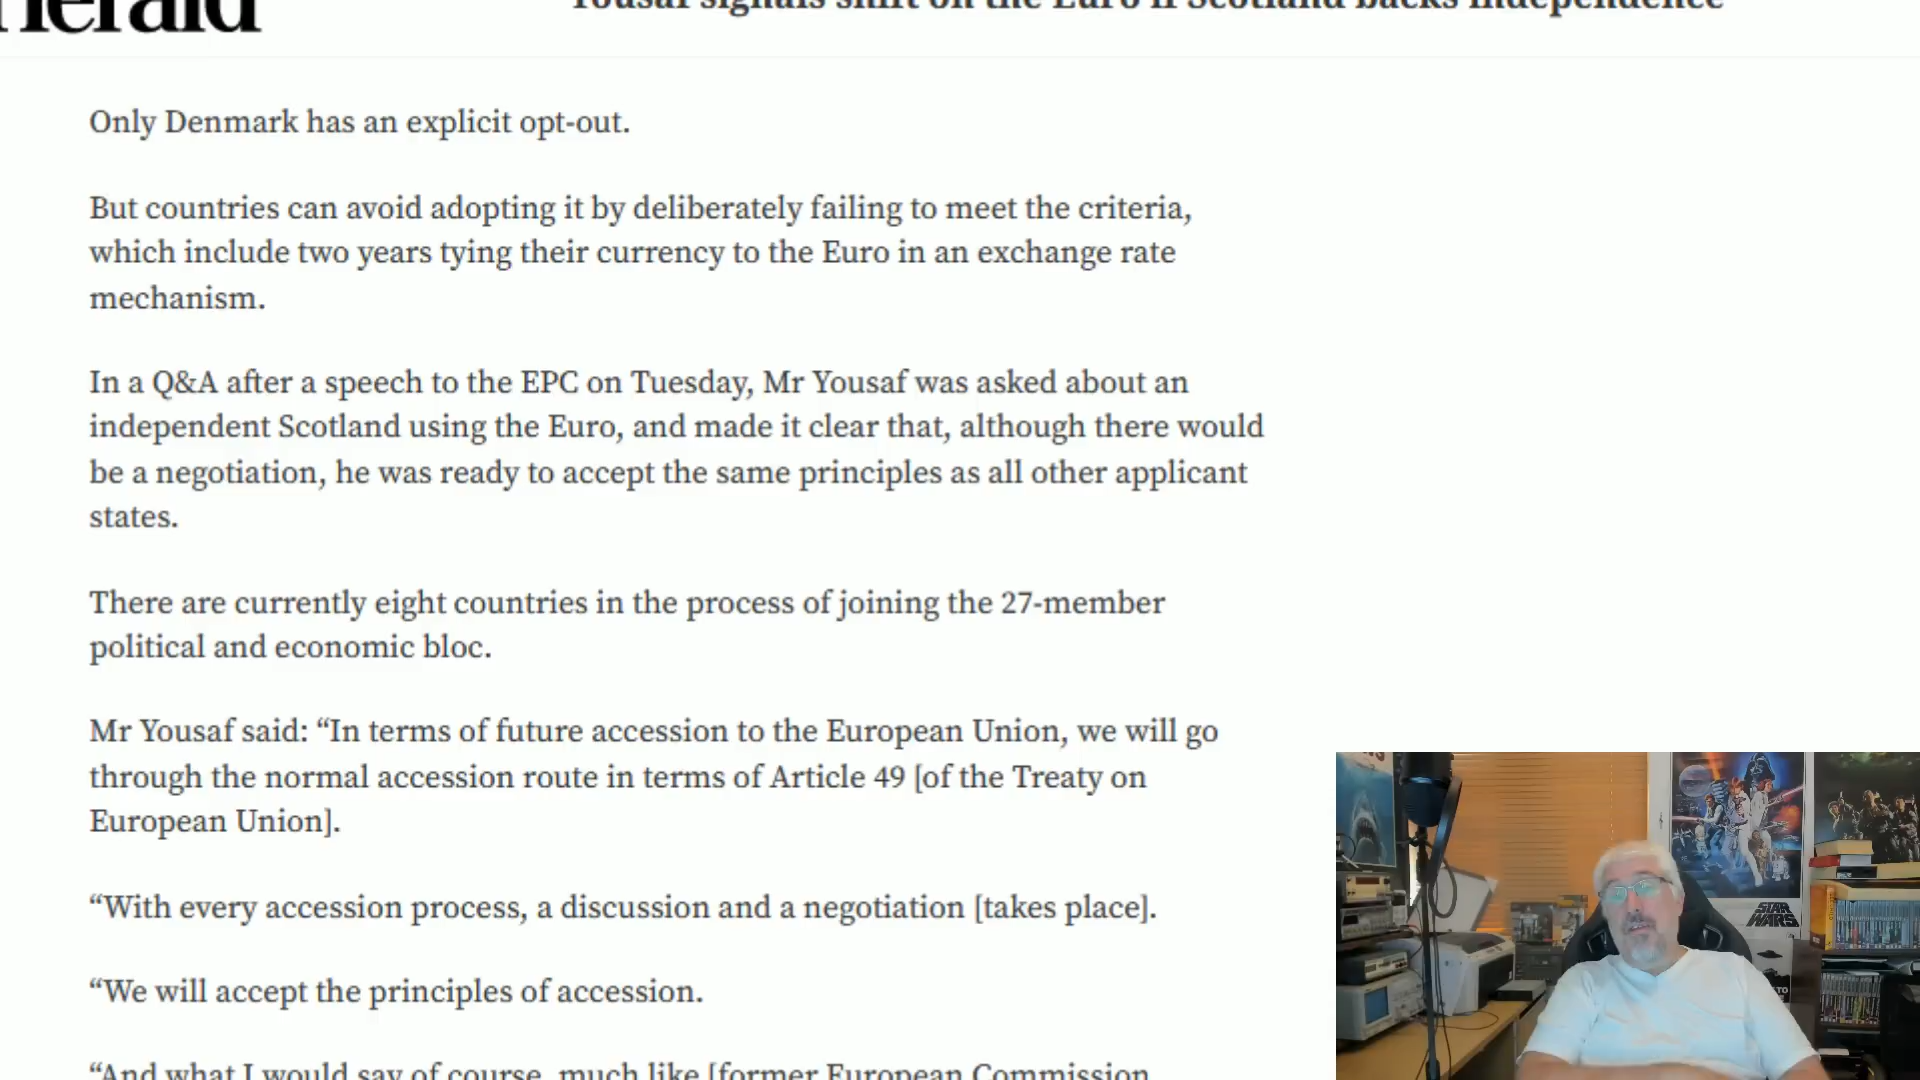 Herald
Yousaf signals shift on the Euro if Scotland backs independence
Only Denmark has an explicit opt-out.
But countries can avoid adopting it by deliberately failing to meet the criteria,
which include two years tying their currency to the Euro in an exchange rate
mechanism.
In a Q&A after a speech to the EPC on Tuesday, Mr Yousaf was asked about an
independent Scotland using the Euro, and made it clear that, although there would
be a negotiation, he was ready to accept the same principles as all other applicant
states.
There are currently eight countries in the process of joining the 27-member
political and economic bloc.
Mr Yousaf said: “In terms of future accession to the European Union, we will go
through the normal accession route in terms of Article 49 [of the Treaty on
European Union].
“With every accession process, a discussion and a negotiation [takes place].
“We will accept the principles of accession.
“And what I would say of course, much like [former European Commission
STAR
WARS
TO